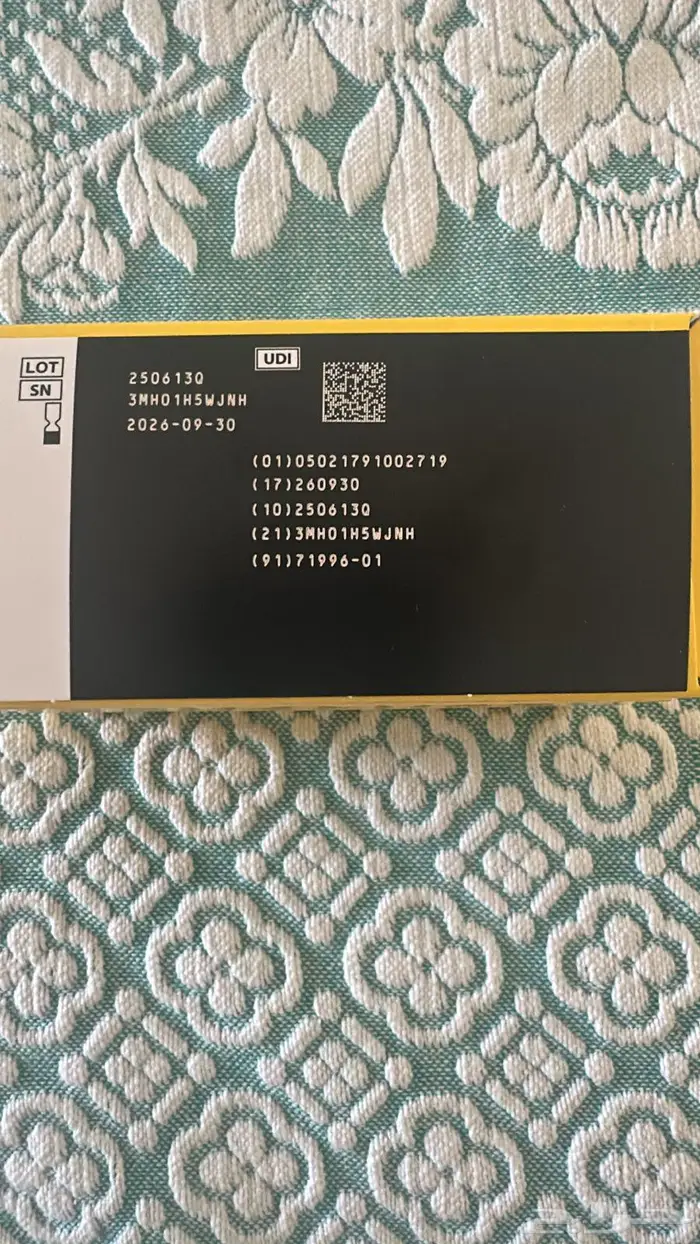 LOT
SN
250613Q
3MH01H5WJNH
2026-09-30
UDI
(01)05021791002719
(17)260930
(10)250613Q
(21)3MH01H5WJNH
(91)71996-01